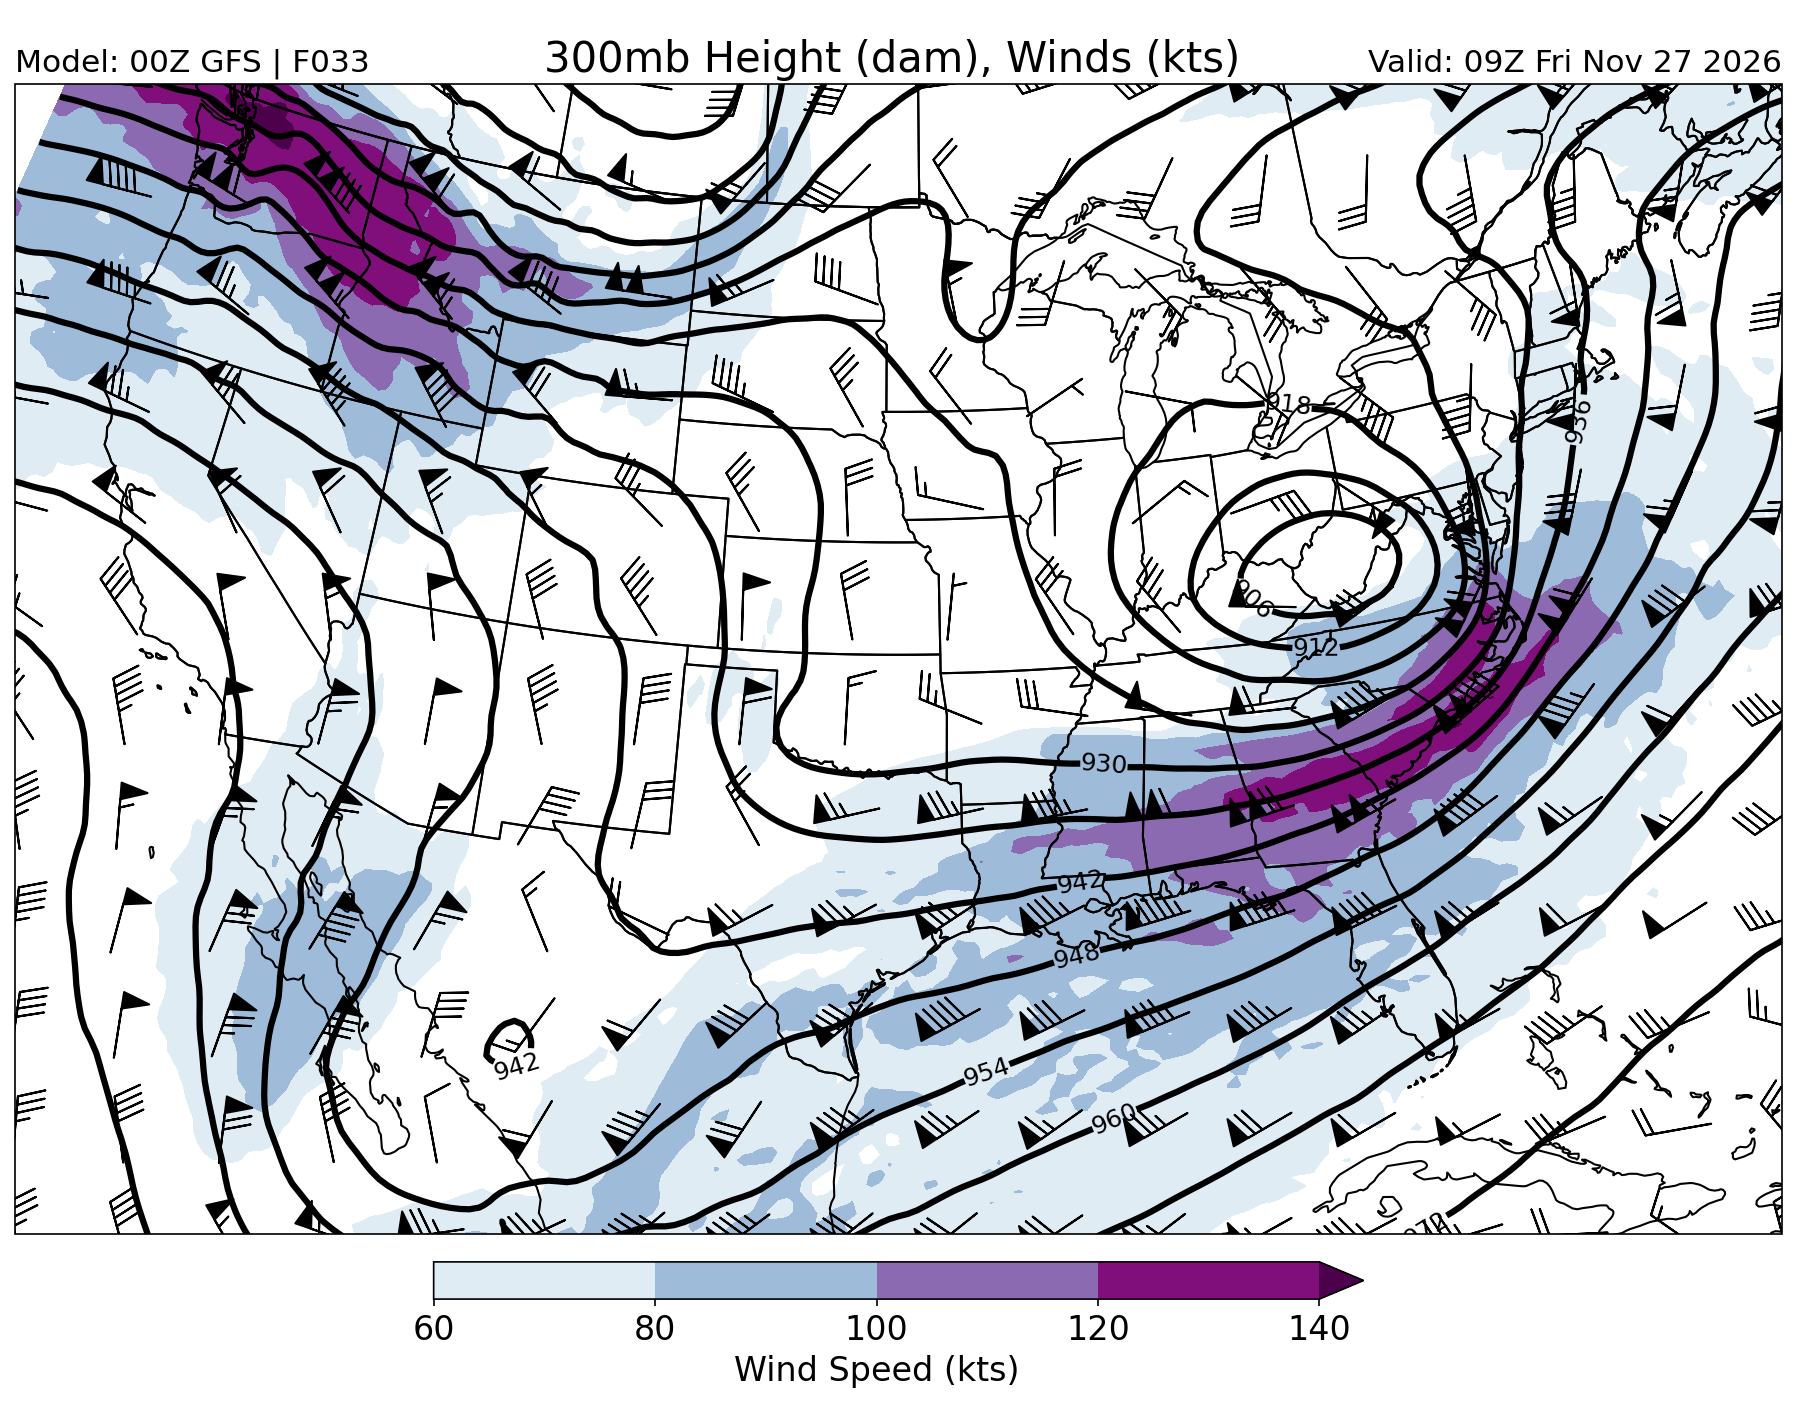 Model: 00Z GFS | F033
300mb Height (dam), Winds (kts)
Valid: 09Z Fri Nov 27 2026
918
936
906
912
930
942
948
942
954
960
972
60 80 100 120 140
Wind Speed (kts)